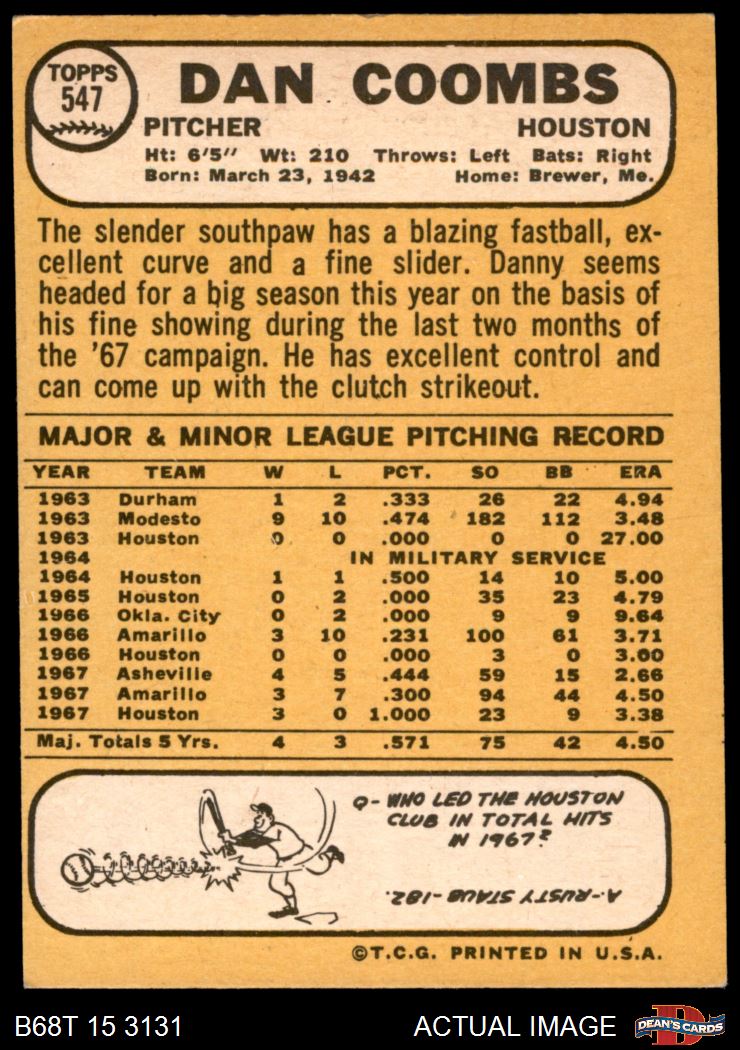 TOPPS
547
DAN COOMBS
PITCHER HOUSTON
Ht: 6'5" Wt: 210 Throws: Left Bats: Right
Born: March 23, 1942 Home: Brewer, Me.
The slender southpaw has a blazing fastball, ex-
cellent curve and a fine slider. Danny seems
headed for a big season this year on the basis of
his fine showing during the last two months of
the '67 campaign. He has excellent control and
can come up with the clutch strikeout.
MAJOR & MINOR LEAGUE PITCHING RECORD
YEAR TEAM W L PCT. SO BB ERA
1963 Durham 1 2 .333 26 22 4.94
1963 Modesto 9 10 .474 182 112 3.48
1963 Houston 0 0 .000 0 0 27.00
1964 IN MILITARY SERVICE
1964 Houston 1 1 .500 14 10 5.00
1965 Houston 0 2 .000 35 23 4.79
1966 Okla. City 0 2 .000 9 9 9.64
1966 Amarillo 3 10 .231 100 61 3.71
1966 Houston 0 0 .000 3 0 3.00
1967 Asheville 4 5 .444 59 15 2.66
1967 Amarillo 3 7 .300 94 44 4.50
1967 Houston 3 0 1.000 23 9 3.38
Maj. Totals 5 Yrs. 4 3 .571 75 42 4.50
Q- WHO LED THE HOUSTON
CLUB IN TOTAL HITS
IN 1967?
A-RUSTY STAUB-182.
©T.C.G. PRINTED IN U.S.A.
B68T 15 3131 ACTUAL IMAGE D DEAN'S CARDS